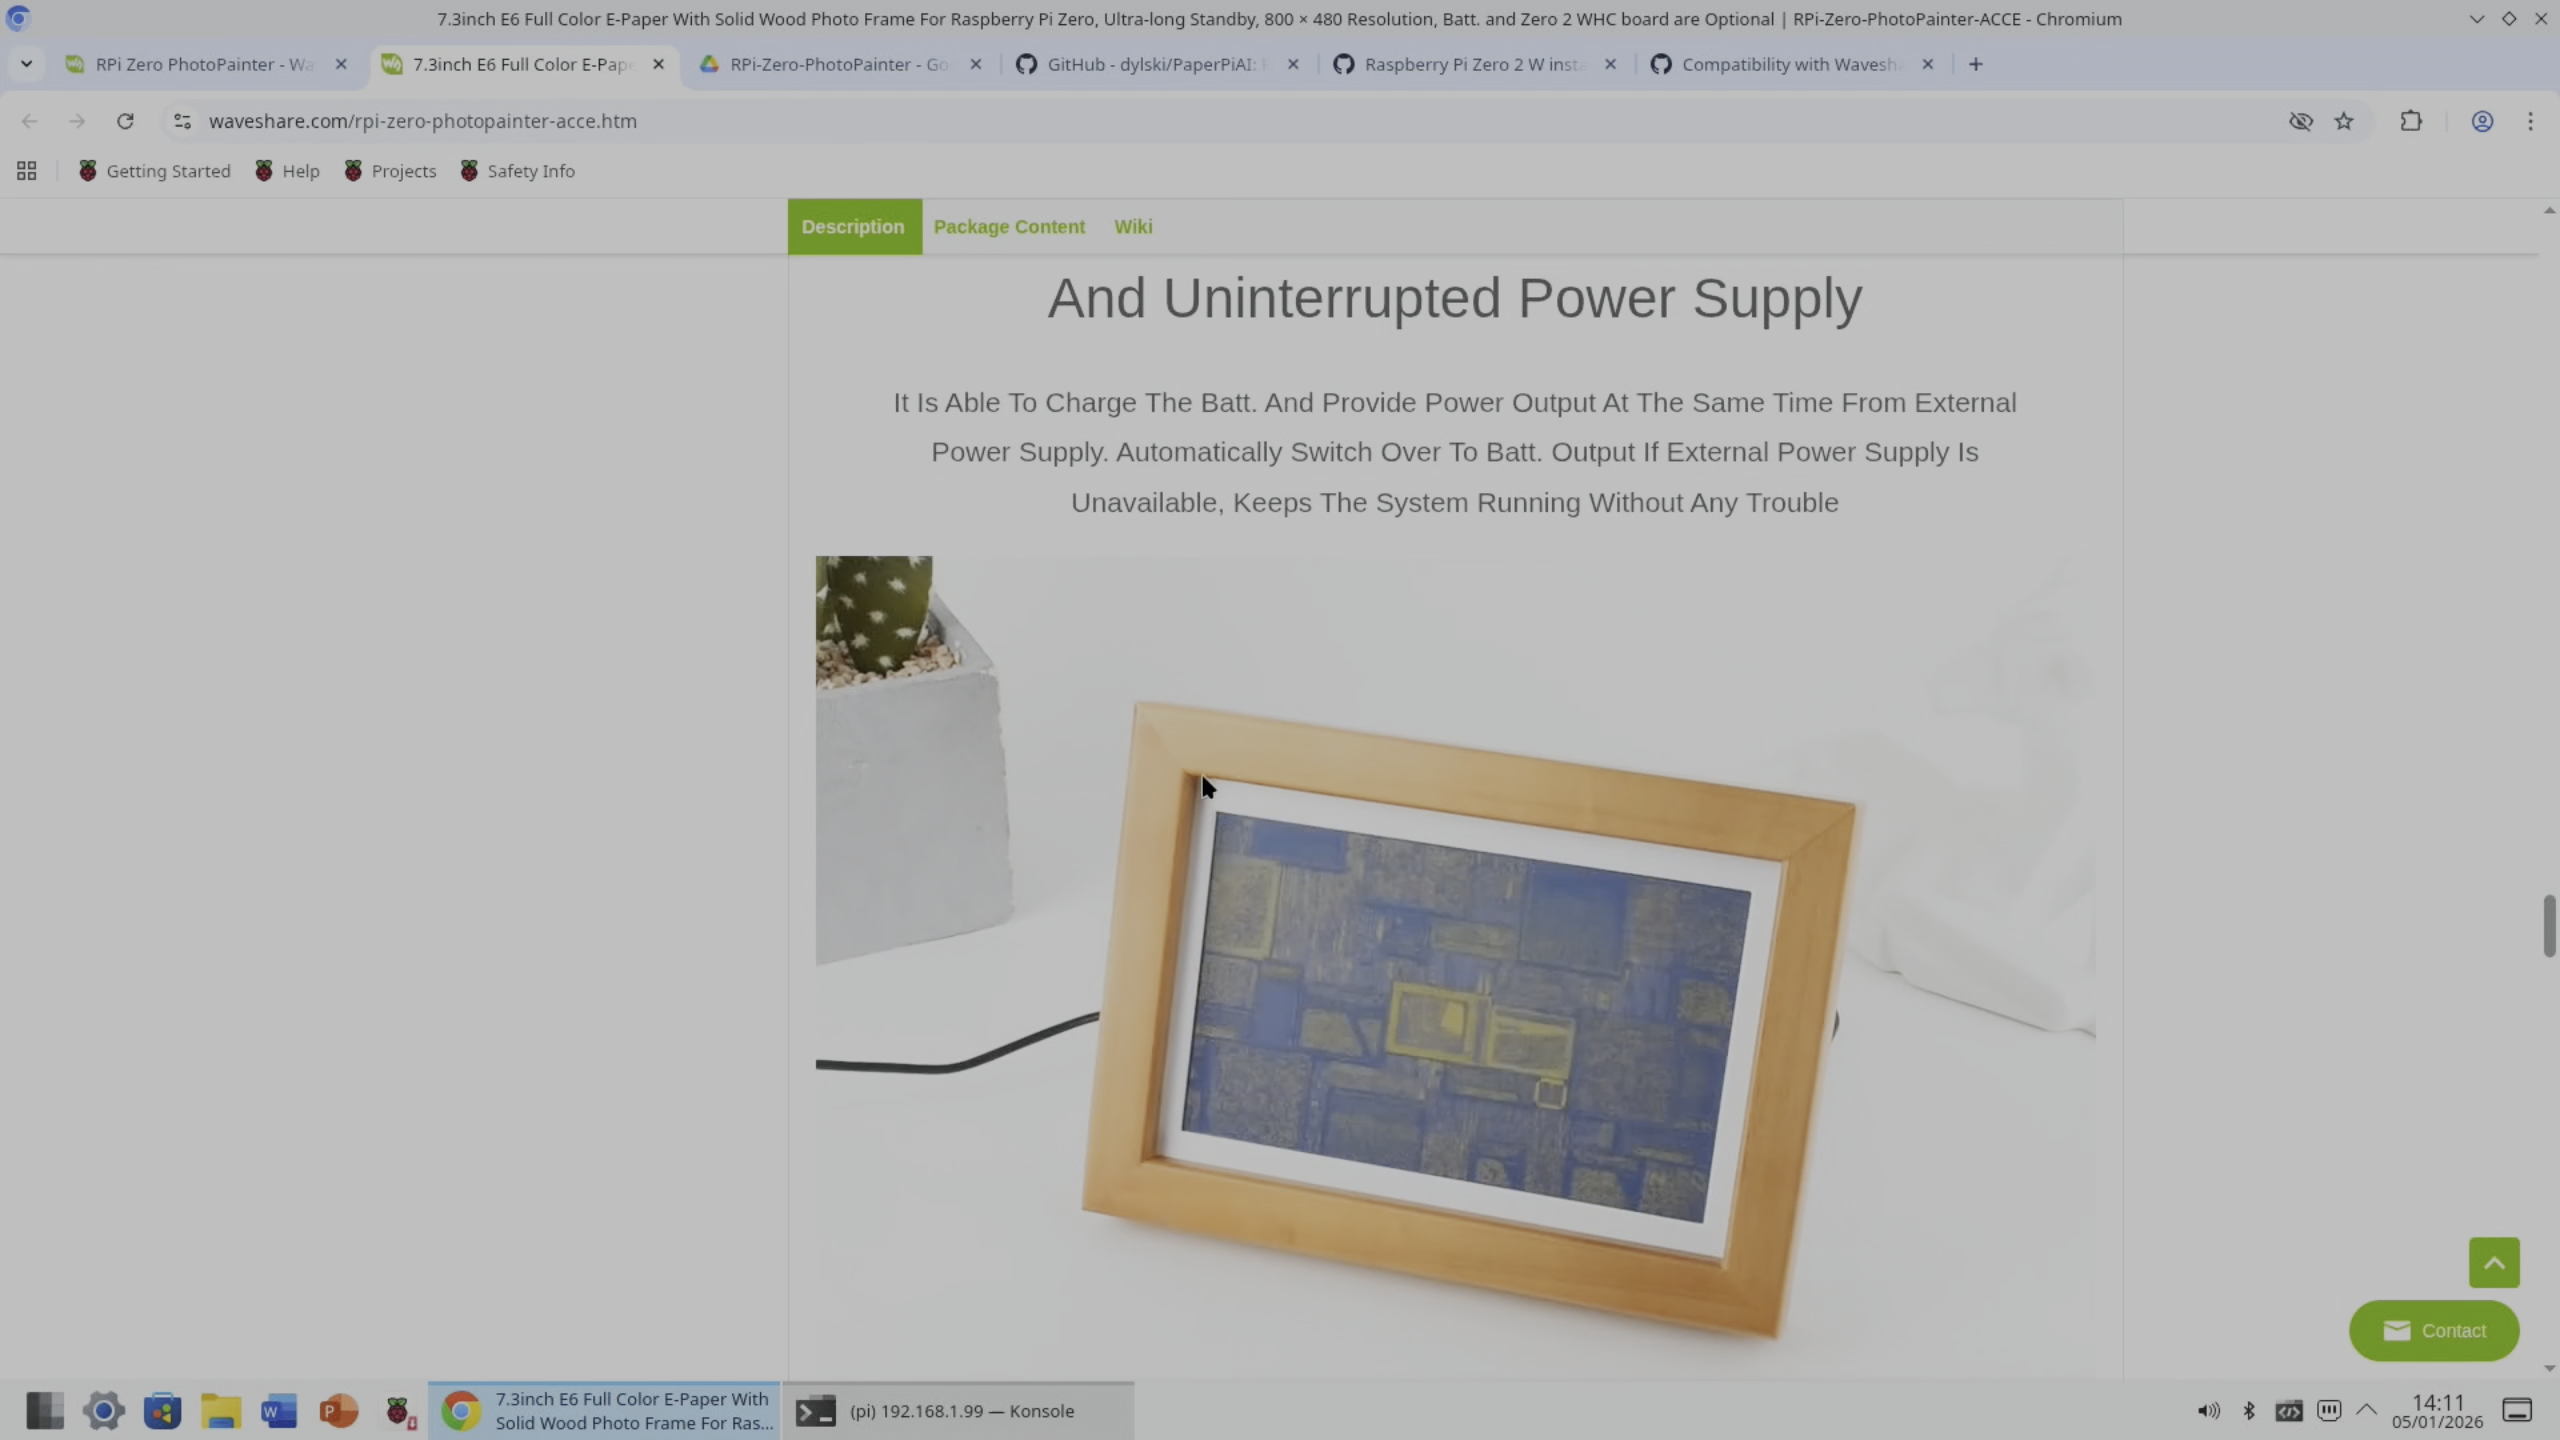 7.3inch E6 Full Color E-Paper With Solid Wood Photo Frame For Raspberry Pi Zero, Ultra-long Standby, 800 × 480 Resolution, Batt. and Zero 2 WHC board are Optional | RPi-Zero-PhotoPainter-ACCE - Chromium
RPi Zero PhotoPainter - Wa
7.3inch E6 Full Color E-Pape
RPi-Zero-PhotoPainter - Go
GitHub - dylski/PaperPiAI:
Raspberry Pi Zero 2 W insta
Compatibility with Wavesha
waveshare.com/rpi-zero-photopainter-acce.htm
Getting Started
Help
Projects
Safety Info
Description
Package Content
Wiki
And Uninterrupted Power Supply
It Is Able To Charge The Batt. And Provide Power Output At The Same Time From External
Power Supply. Automatically Switch Over To Batt. Output If External Power Supply Is
Unavailable, Keeps The System Running Without Any Trouble
Contact
7.3inch E6 Full Color E-Paper With
Solid Wood Photo Frame For Ras...
(pi) 192.168.1.99 — Konsole
14:11
05/01/2026